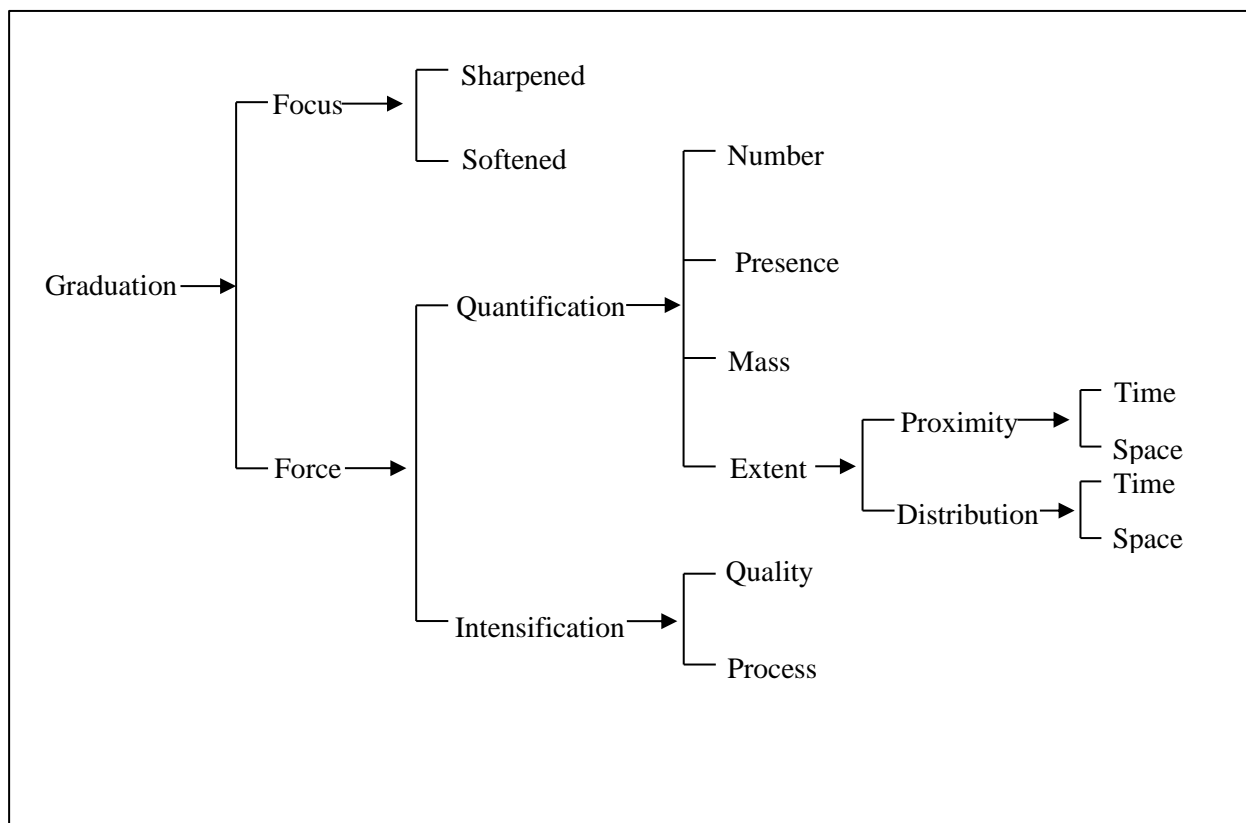 Graduation
Focus
Sharpened
Softened
Force
Quantification
Number
Presence
Mass
Extent
Proximity
Time
Space
Distribution
Time
Space
Intensification
Quality
Process